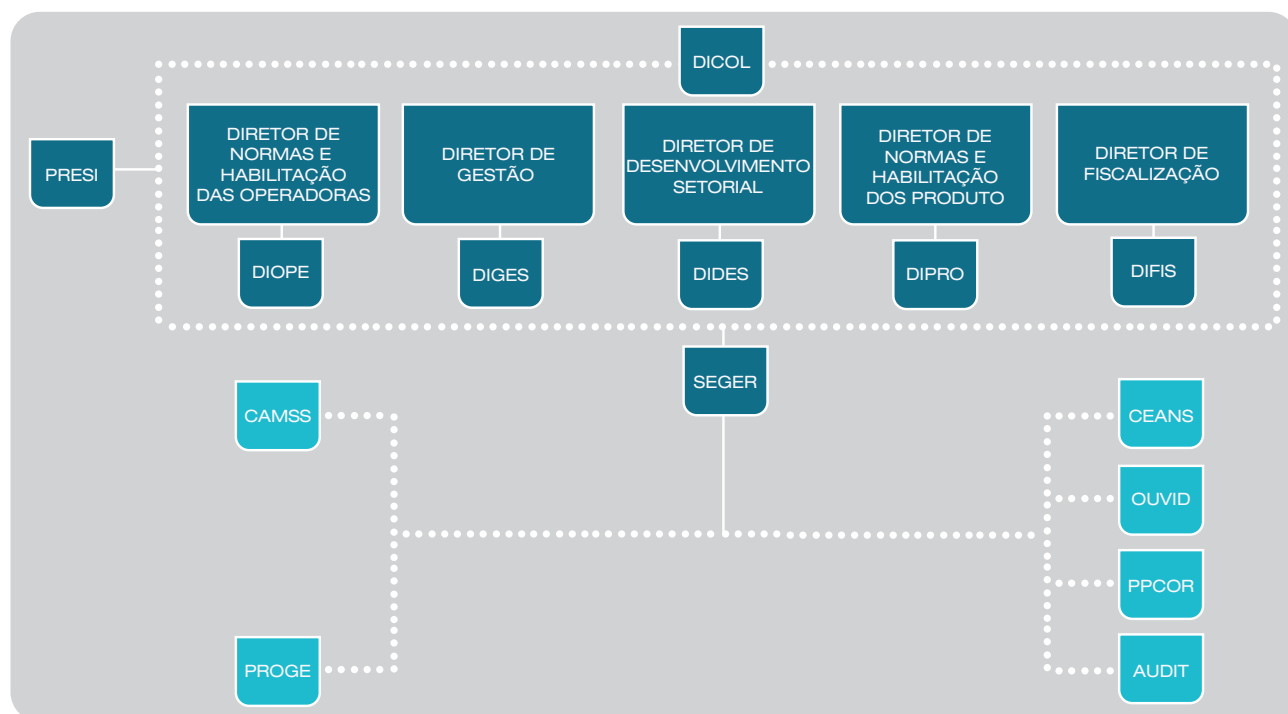 DICOL
PRESI
DIRETOR DE
NORMAS E
HABILITAÇÃO
DAS OPERADORAS
DIRETOR DE
GESTÃO
DIRETOR DE
DESENVOLVIMENTO
SETORIAL
DIRETOR DE
NORMAS E
HABILITAÇÃO
DOS PRODUTO
DIRETOR DE
FISCALIZAÇÃO
DIOPE
DIGES
DIDES
DIPRO
DIFIS
SEGER
CAMSS
CEANS
OUVID
PPCOR
PROGE
AUDIT